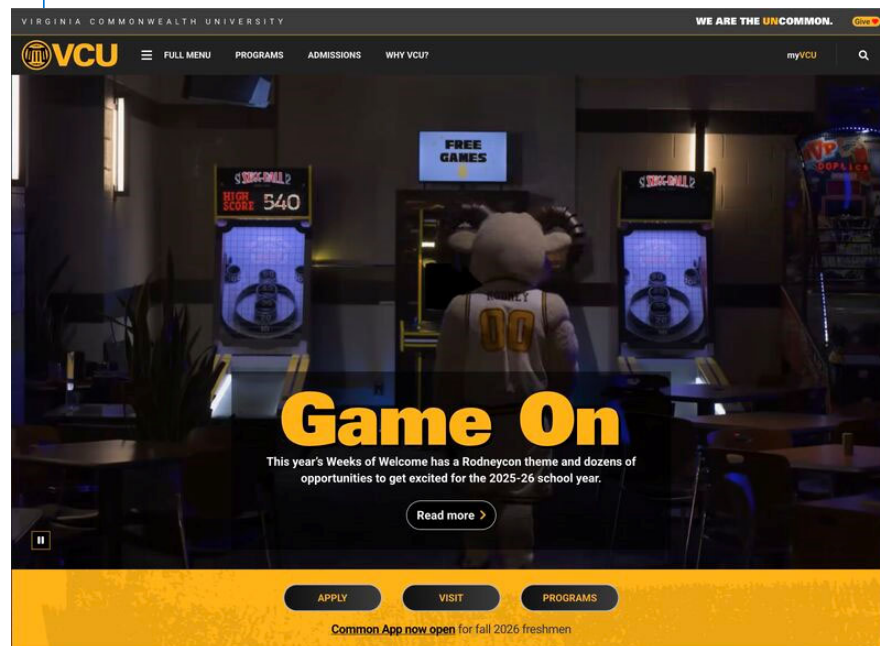 VIRGINIA COMMONWEALTH UNIVERSITY
WE ARE THE UNCOMMON.
Give
VCU
FULL MENU
PROGRAMS
ADMISSIONS
WHY VCU?
myVCU
FREE
GAMES
SKEE-BALL
HIGH
SCORE 540
SKEE-BALL
RODNEY
00
Game On
This year's Weeks of Welcome has a Rodneycon theme and dozens of
opportunities to get excited for the 2025-26 school year.
Read more
APPLY
VISIT
PROGRAMS
Common App now open for fall 2026 freshmen